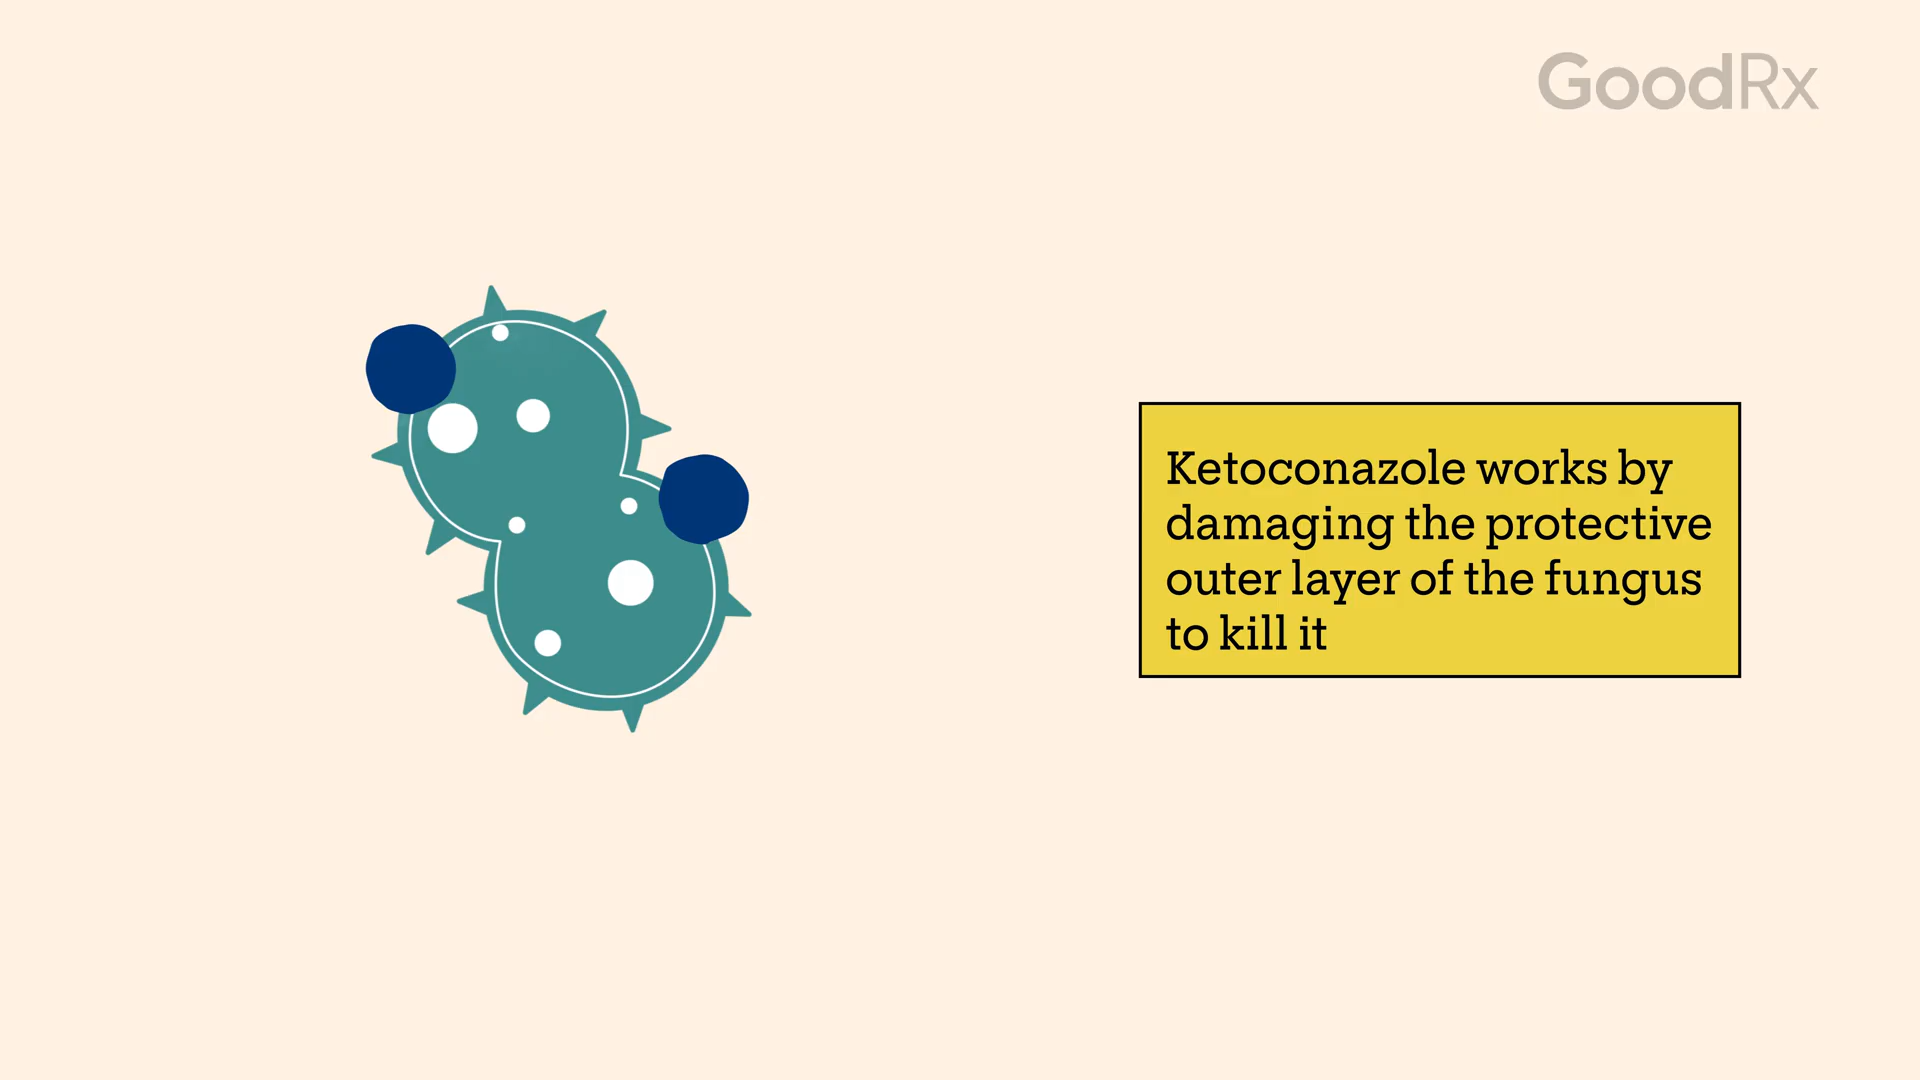 GoodRx
Ketoconazole works by
damaging the protective
outer layer of the fungus
to kill it